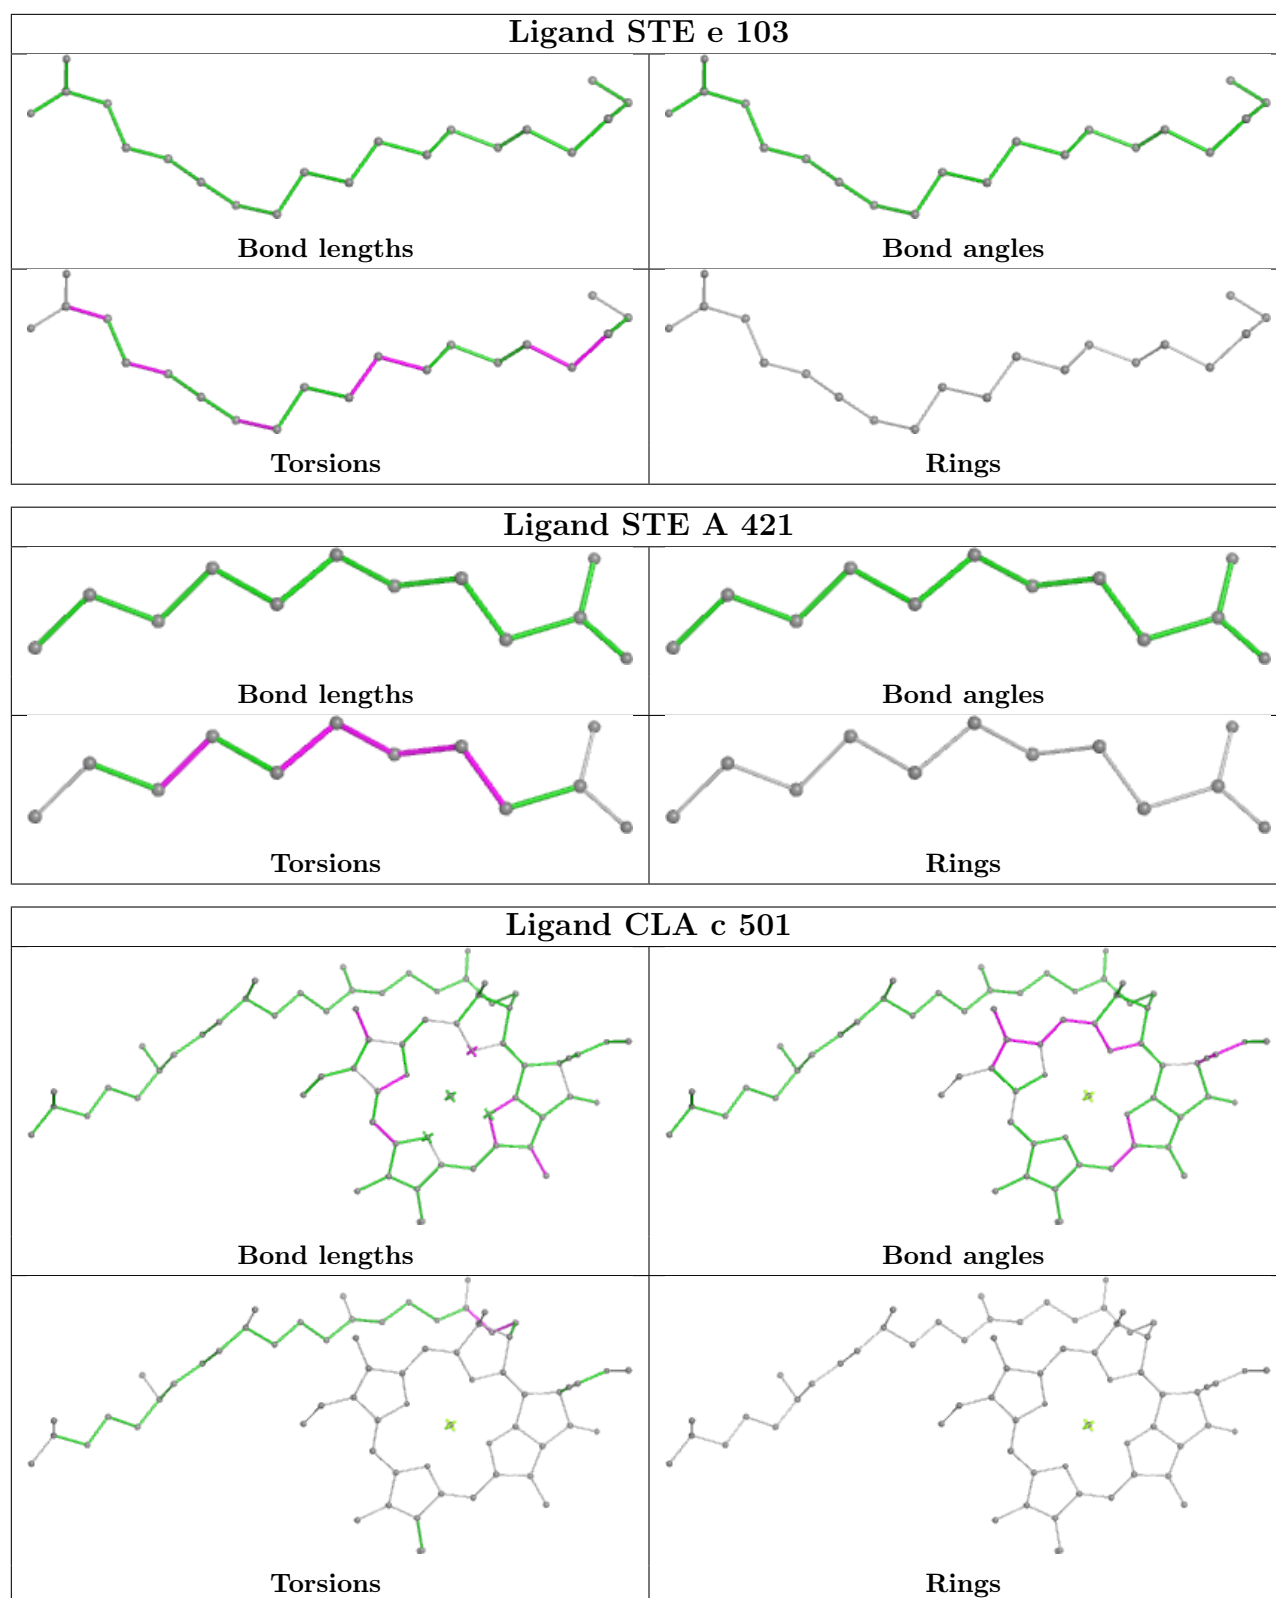 Ligand STE e 103
Bond lengths
Bond angles
Torsions
Rings
Ligand STE A 421
Bond lengths
Bond angles
Torsions
Rings
Ligand CLA c 501
Bond lengths
Bond angles
Torsions
Rings